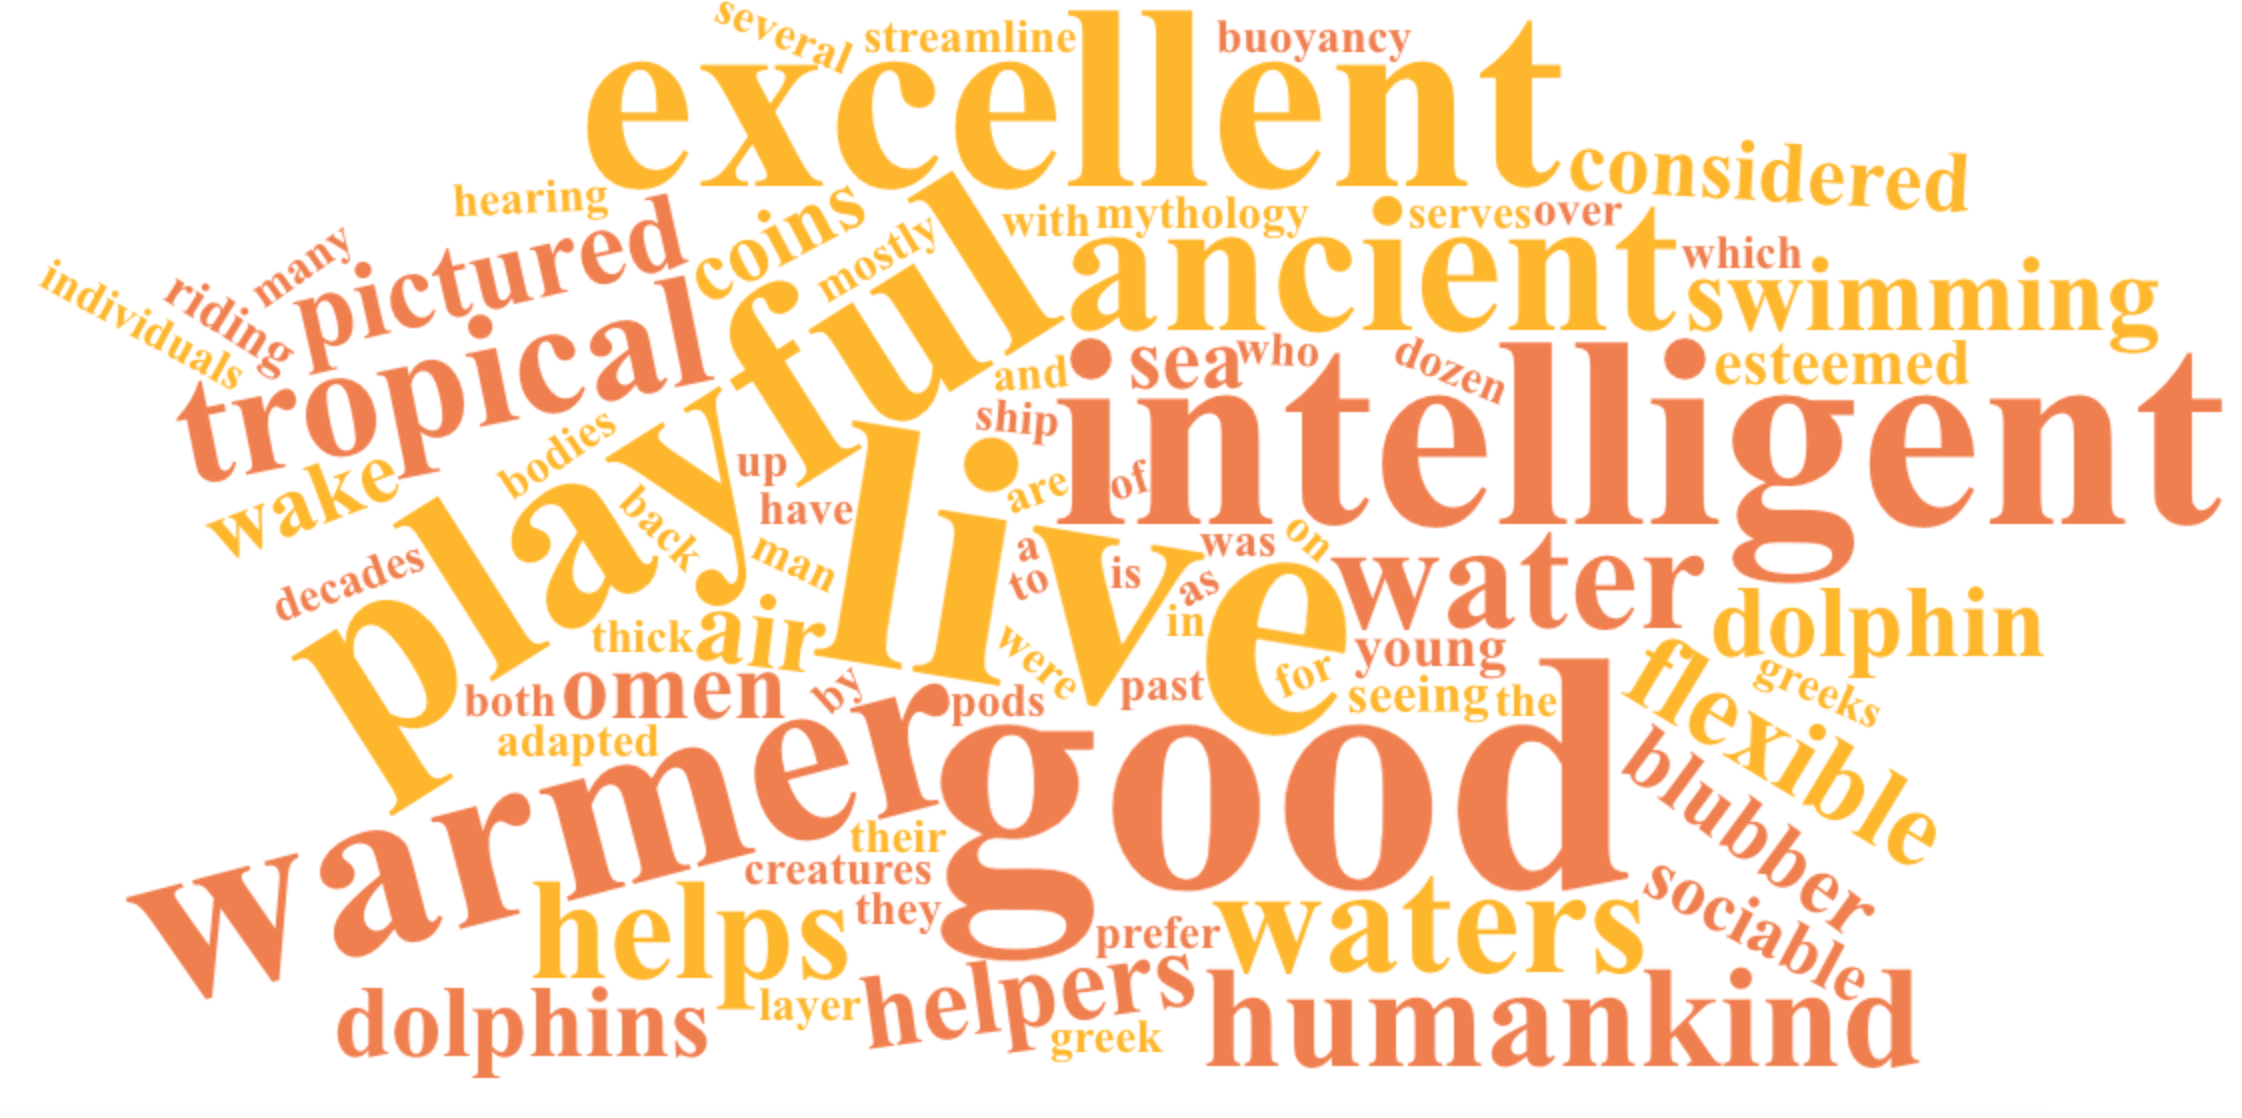 several
streamline
buoyancy
excellent
considered
hearing
coins
mostly
with
mythology
serves
over
many
pictured
individuals
riding
ancient
which
swimming
tropical
playful
and
sea
who
dozen
esteemed
ship
intelligent
bodies
wake
up
are
of
live
back
have
man
a
was
on
water
decades
to
is
as
in
dolphin
thick
air
were
young
flexible
greeks
both
omen
by
pods
past
for
seeing
the
adapted
warmer
good
blubber
their
creatures
helps
they
prefer
waters
sociable
dolphins
layer
helpers
greek
humankind